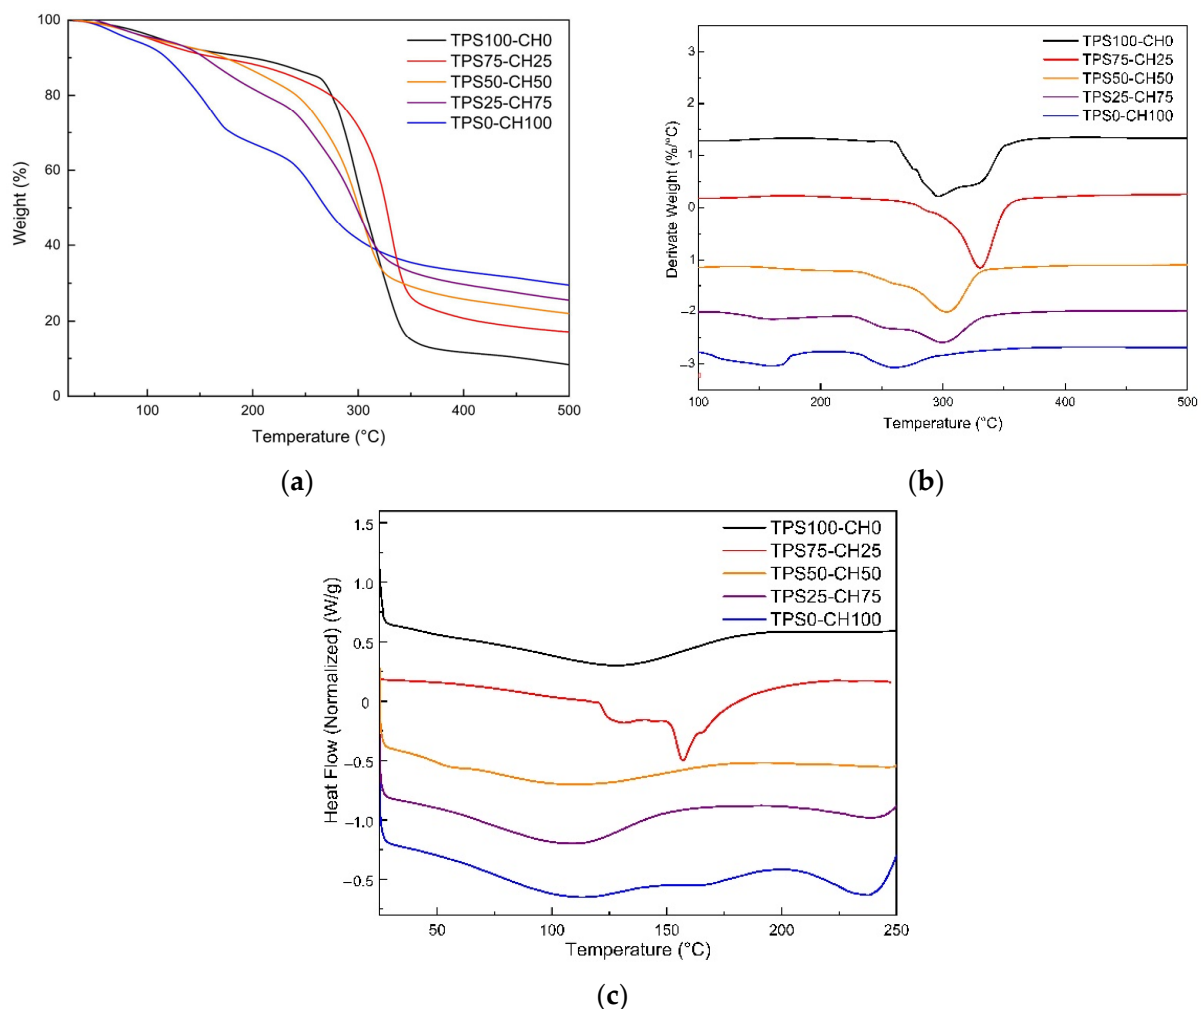 100
80
60
40
20
0
Weight (%)
TPS100-CH0
TPS75-CH25
TPS50-CH50
TPS25-CH75
TPS0-CH100
100
200
300
400
500
Temperature (°C)
(a)
3
2
1
0
1
−2
−3
Derivate Weight (%/°C)
TPS100-CH0
TPS75-CH25
TPS50-CH50
TPS25-CH75
TPS0-CH100
100
200
300
400
500
Temperature (°C)
(b)
1.5
1.0
0.5
0
−0.5
−1.0
−0.5
Heat Flow (Normalized) (W/g)
TPS100-CH0
TPS75-CH25
TPS50-CH50
TPS25-CH75
TPS0-CH100
50
100
150
200
250
Temperature (°C)
(c)